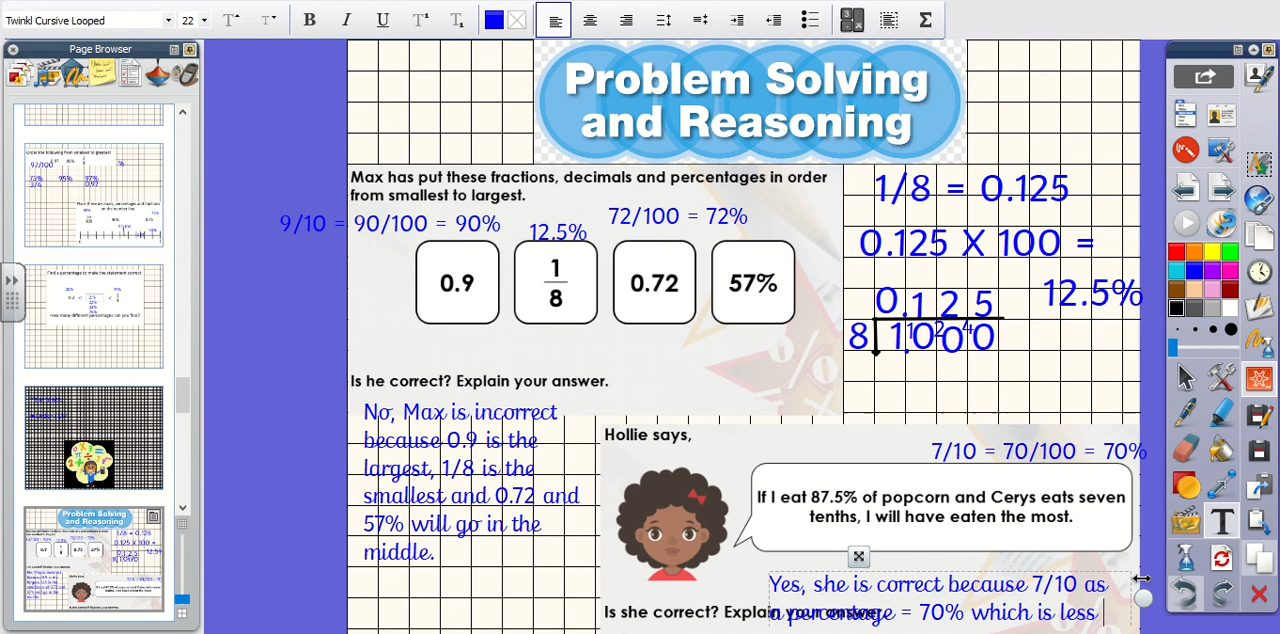 Twinkl Cursive Looped 22 B I U T T Σ
Page Browser
Problem Solving
and Reasoning
Max has put these fractions, decimals and percentages in order
from smallest to largest.
9/10 = 90/100 = 90%
12.5%
72/100 = 72%
0.9
1
8
0.72
57%
1/8 = 0.125
0.125 X 100 =
12.5%
0.125
8 1.000
1 2 4
Is he correct? Explain your answer.
No, Max is incorrect
because 0.9 is the
largest, 1/8 is the
smallest and 0.72 and
57% will go in the
middle.
Hollie says,
7/10 = 70/100 = 70%
If I eat 87.5% of popcorn and Cerys eats seven
tenths, I will have eaten the most.
Yes, she is correct because 7/10 as
a percentage = 70% which is less
Is she correct? Explain your answer.